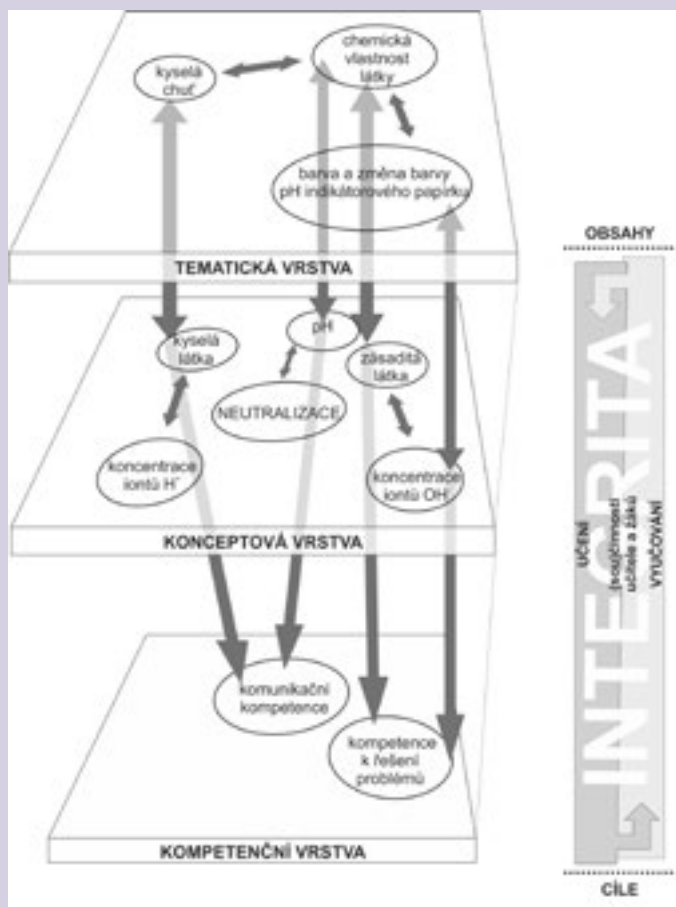 chemická
vlastnost
látky
kyselá
chuť
barva a změna barvy
pH indikátorového papírku
TEMATICKÁ VRSTVA
pH
kyselá
látka
zásaditá
látka
NEUTRALIZACE
koncentrace
iontů H⁺
koncentrace
iontů OH⁻
KONCEPTOVÁ VRSTVA
komunikační
kompetence
kompetence
k řešení
problémů
KOMPETENČNÍ VRSTVA
OBSAHY
INTEGRITA
UČENÍ
(sou)činnosti
učitele a žáků
VYUČOVÁNÍ
CÍLE